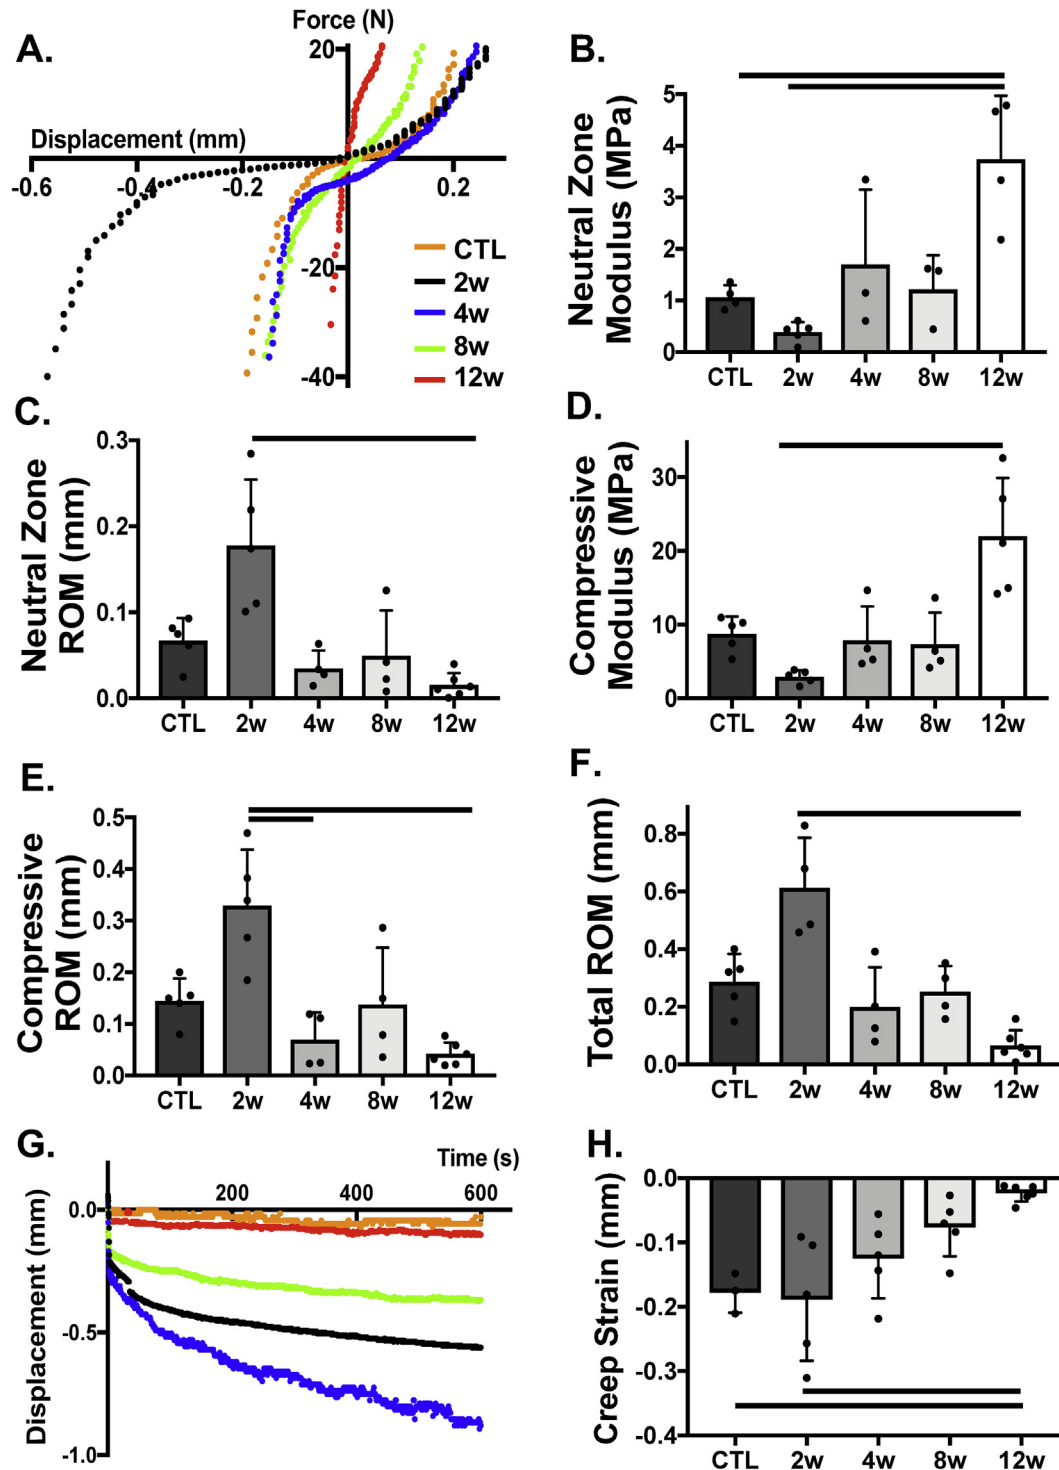 A.
Force (N)
20
Displacement (mm)
-0.6
-0.4
-0.2
0.2
-20
-40
CTL
2w
4w
8w
12w
B.
Neutral Zone
Modulus (MPa)
5
4
3
2
1
0
CTL 2w 4w 8w 12w
C.
Neutral Zone
ROM (mm)
0.3
0.2
0.1
0.0
CTL 2w 4w 8w 12w
D.
Compressive
Modulus (MPa)
30
20
10
0
CTL 2w 4w 8w 12w
E.
Compressive
ROM (mm)
0.5
0.4
0.3
0.2
0.1
0.0
CTL 2w 4w 8w 12w
F.
Total ROM (mm)
0.8
0.6
0.4
0.2
0.0
CTL 2w 4w 8w 12w
G.
Time (s)
200 400 600
Displacement (mm)
0.0
-0.5
-1.0
H.
Creep Strain (mm)
0.0
-0.1
-0.2
-0.3
-0.4
CTL 2w 4w 8w 12w